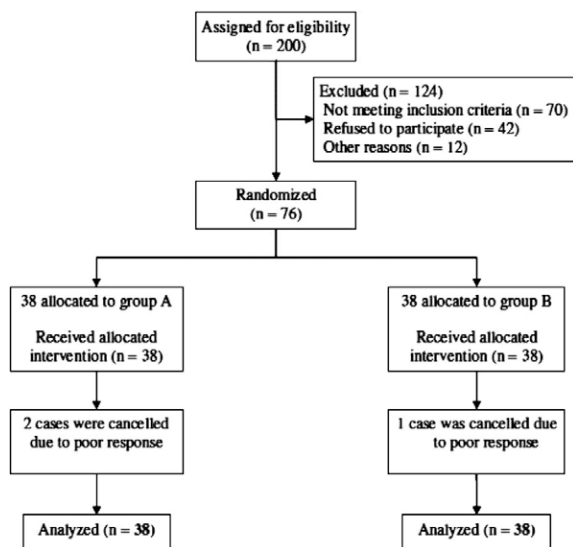 Assigned for eligibility
(n = 200)
Excluded (n = 124)
Not meeting inclusion criteria (n = 70)
Refused to participate (n = 42)
Other reasons (n = 12)
Randomized
(n = 76)
38 allocated to group A
Received allocated
intervention (n = 38)
38 allocated to group B
Received allocated
intervention (n = 38)
2 cases were cancelled
due to poor response
1 case was cancelled due
to poor response
Analyzed (n = 38)
Analyzed (n = 38)